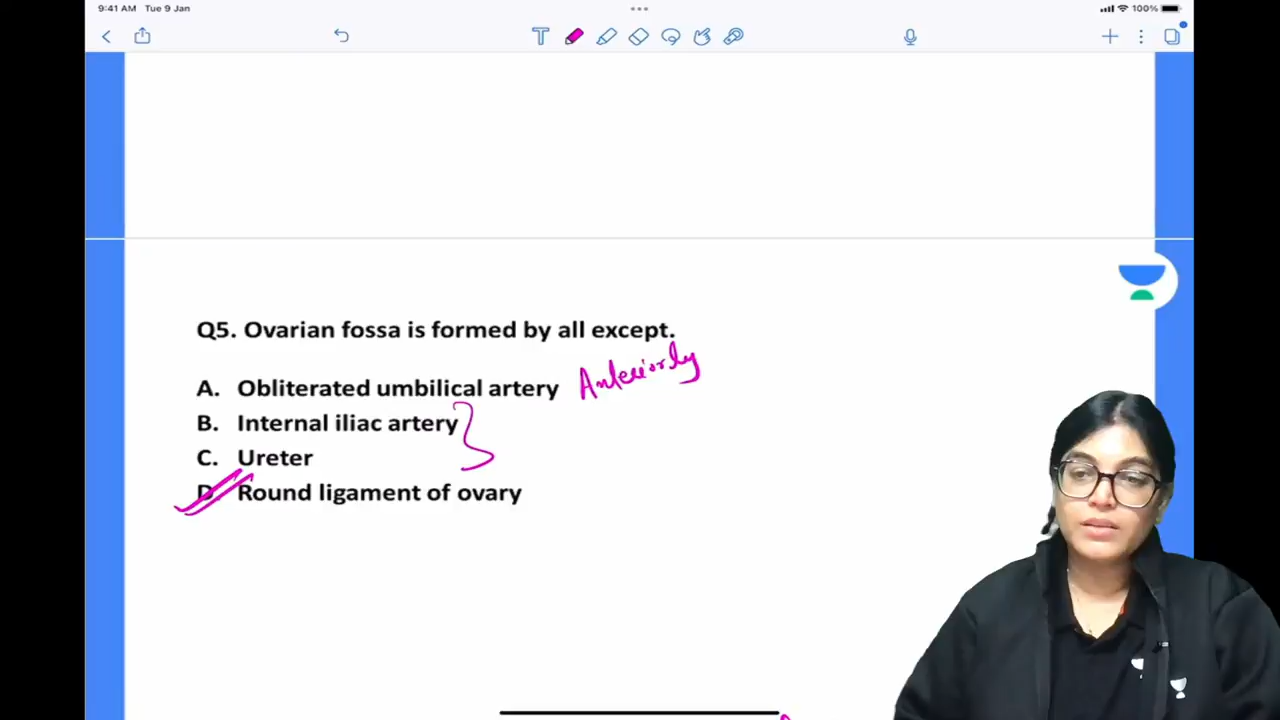 9:41 AM Tue 9 Jan
100%
Q5. Ovarian fossa is formed by all except.
A. Obliterated umbilical artery Anteriorly
B. Internal iliac artery
C. Ureter
D. Round ligament of ovary